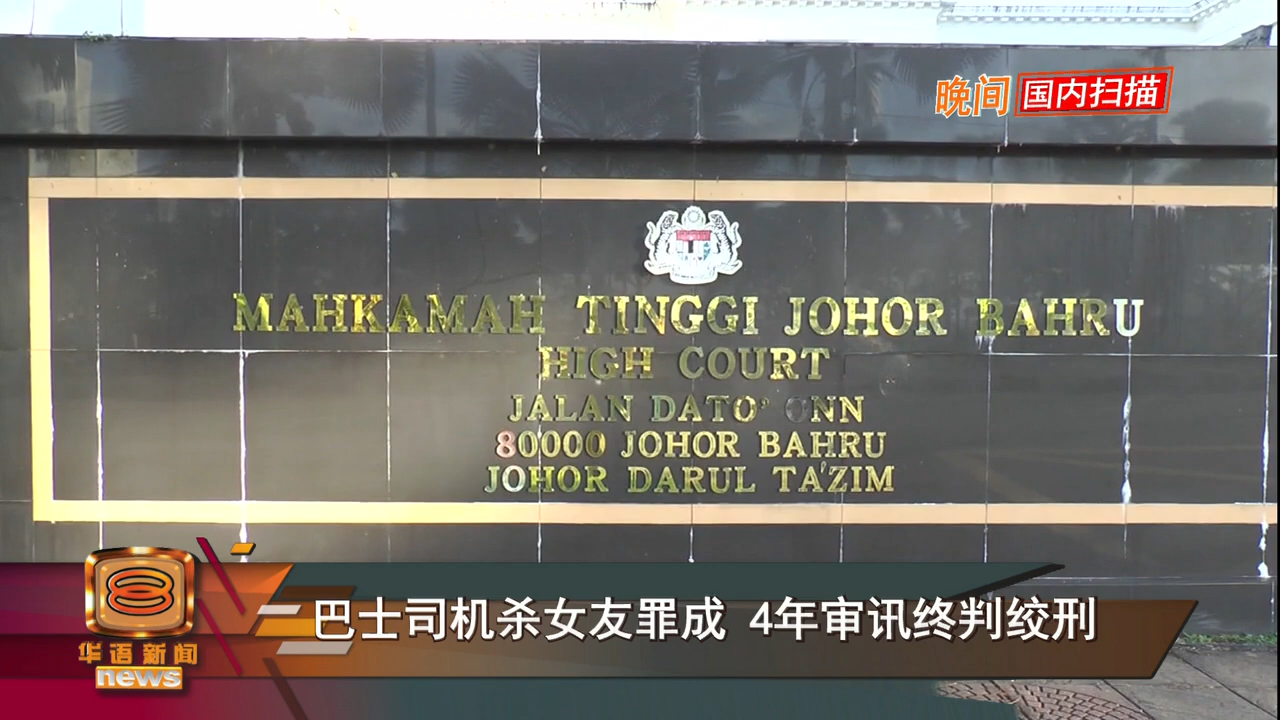 晚间 国内扫描
MAHKAMAH TINGGI JOHOR BAHRU
HIGH COURT
JALAN DATO' ONN
80000 JOHOR BAHRU
JOHOR DARUL TA'ZIM
巴士司机杀女友罪成 4年审讯终判绞刑
8
华语新闻
news